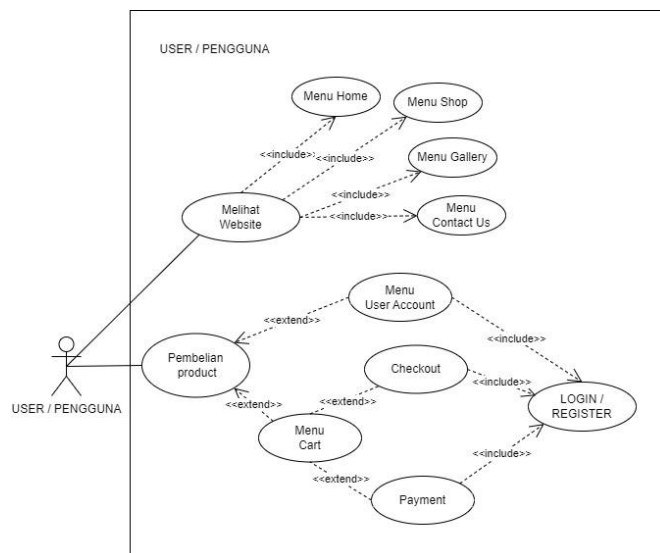 USER / PENGGUNA
Menu Home
Menu Shop
<<include>>
<<include>>
Menu Gallery
<<include>>
Melihat
Website
<<include>>
Menu
Contact Us
Menu
User Account
<<extend>>
<<include>>
Pembelian
product
Checkout
<<include>>
USER / PENGGUNA
<<extend>>
<<extend>>
LOGIN /
REGISTER
Menu
Cart
<<include>>
<<extend>>
Payment